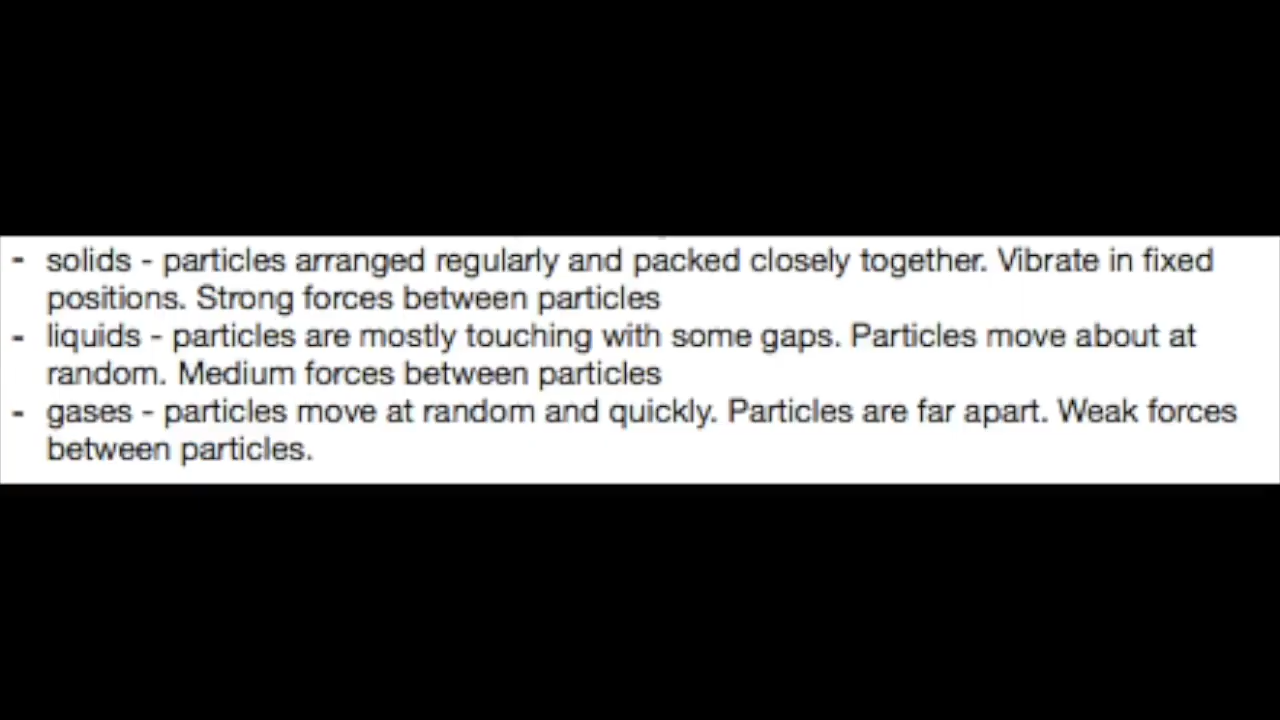 - solids - particles arranged regularly and packed closely together. Vibrate in fixed
positions. Strong forces between particles
- liquids - particles are mostly touching with some gaps. Particles move about at
random. Medium forces between particles
- gases - particles move at random and quickly. Particles are far apart. Weak forces
between particles.